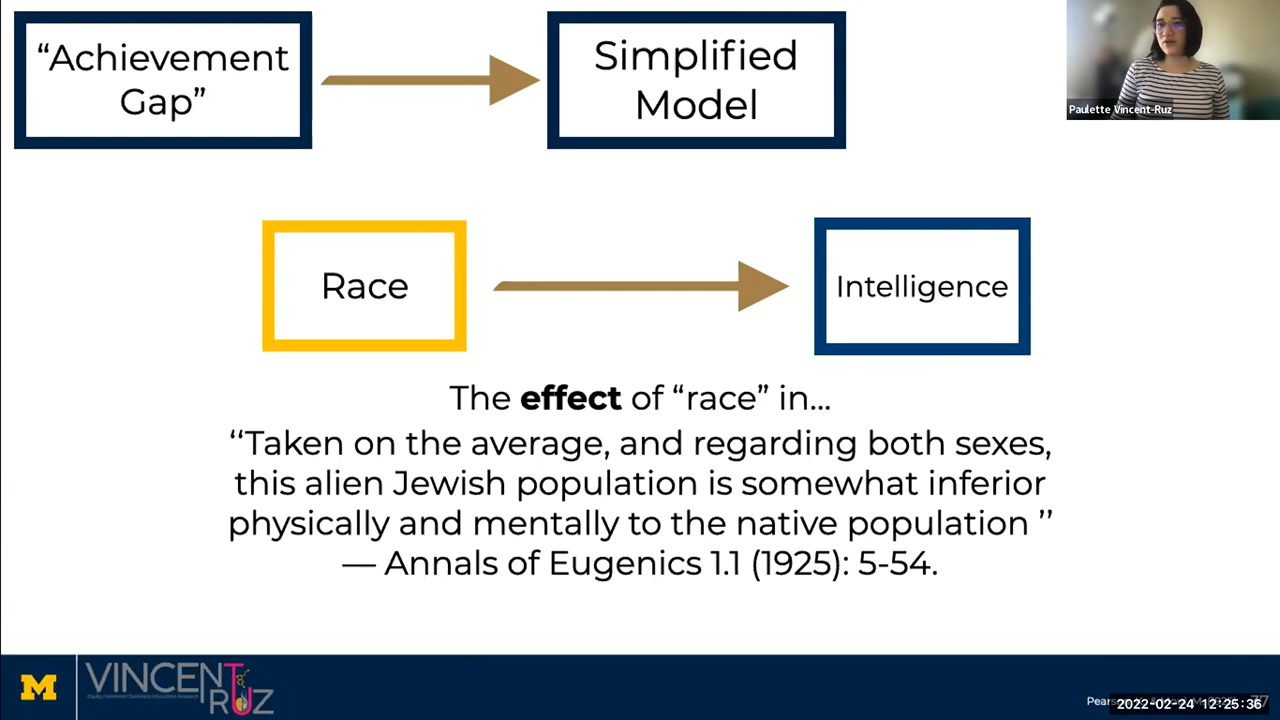 “Achievement
Gap”
Simplified
Model
Paulette Vincent-Ruz
Race
Intelligence
The effect of “race” in...
“Taken on the average, and regarding both sexes,
this alien Jewish population is somewhat inferior
physically and mentally to the native population ”
— Annals of Eugenics 1.1 (1925): 5-54.
M
VINCENT
RUZ
2022-02-24 12:25:36